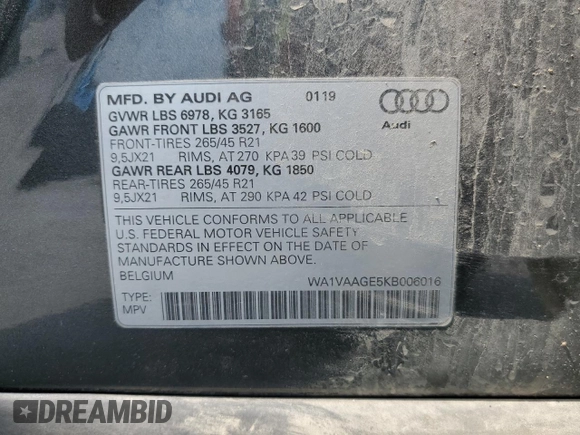 MFD. BY AUDI AG 0119
GVWR LBS 6978, KG 3165
GAWR FRONT LBS 3527, KG 1600
Audi
FRONT-TIRES 265/45 R21
9,5JX21 RIMS, AT 270 KPA 39 PSI COLD
GAWR REAR LBS 4079, KG 1850
REAR-TIRES 265/45 R21
9,5JX21 RIMS, AT 290 KPA 42 PSI COLD
THIS VEHICLE CONFORMS TO ALL APPLICABLE
U.S. FEDERAL MOTOR VEHICLE SAFETY
STANDARDS IN EFFECT ON THE DATE OF
MANUFACTURE SHOWN ABOVE.
BELGIUM WA1VAAGE5KB006016
TYPE:
MPV
DREAMBID